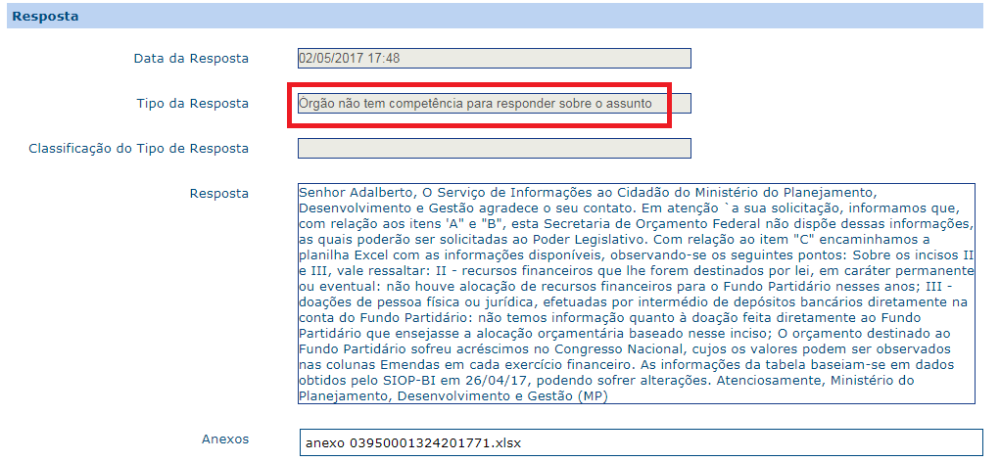 Resposta
Data da Resposta
02/05/2017 17:48
Tipo da Resposta
Órgão não tem competência para responder sobre o assunto
Classificação do Tipo de Resposta
Resposta
Senhor Adalberto, O Serviço de Informações ao Cidadão do Ministério do Planejamento,
Desenvolvimento e Gestão agradece o seu contato. Em atenção `a sua solicitação, informamos que,
com relação aos itens 'A" e "B", esta Secretaria de Orçamento Federal não dispõe dessas informações,
as quais poderão ser solicitadas ao Poder Legislativo. Com relação ao item "C" encaminhamos a
planilha Excel com as informações disponíveis, observando-se os seguintes pontos: Sobre os incisos II
e III, vale ressaltar: II - recursos financeiros que lhe forem destinados por lei, em caráter permanente
ou eventual: não houve alocação de recursos financeiros para o Fundo Partidário nesses anos; III -
doações de pessoa física ou jurídica, efetuadas por intermédio de depósitos bancários diretamente na
conta do Fundo Partidário: não temos informação quanto à doação feita diretamente ao Fundo
Partidário que ensejasse a alocação orçamentária baseado nesse inciso; O orçamento destinado ao
Fundo Partidário sofreu acréscimos no Congresso Nacional, cujos os valores podem ser observados
nas colunas Emendas em cada exercício financeiro. As informações da tabela baseiam-se em dados
obtidos pelo SIOP-BI em 26/04/17, podendo sofrer alterações. Atenciosamente, Ministério do
Planejamento, Desenvolvimento e Gestão (MP)
Anexos
anexo 03950001324201771.xlsx